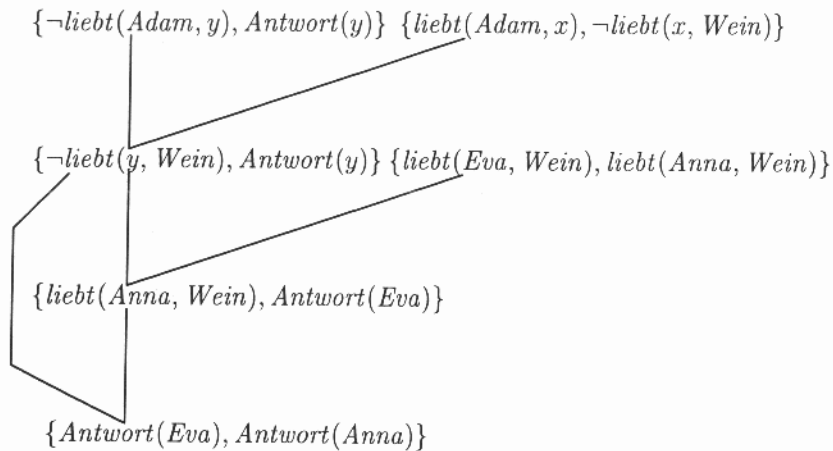 {¬liebt(Adam, y), Antwort(y)} {liebt(Adam, x), ¬liebt(x, Wein)}
{¬liebt(y, Wein), Antwort(y)} {liebt(Eva, Wein), liebt(Anna, Wein)}
{liebt(Anna, Wein), Antwort(Eva)}
{Antwort(Eva), Antwort(Anna)}